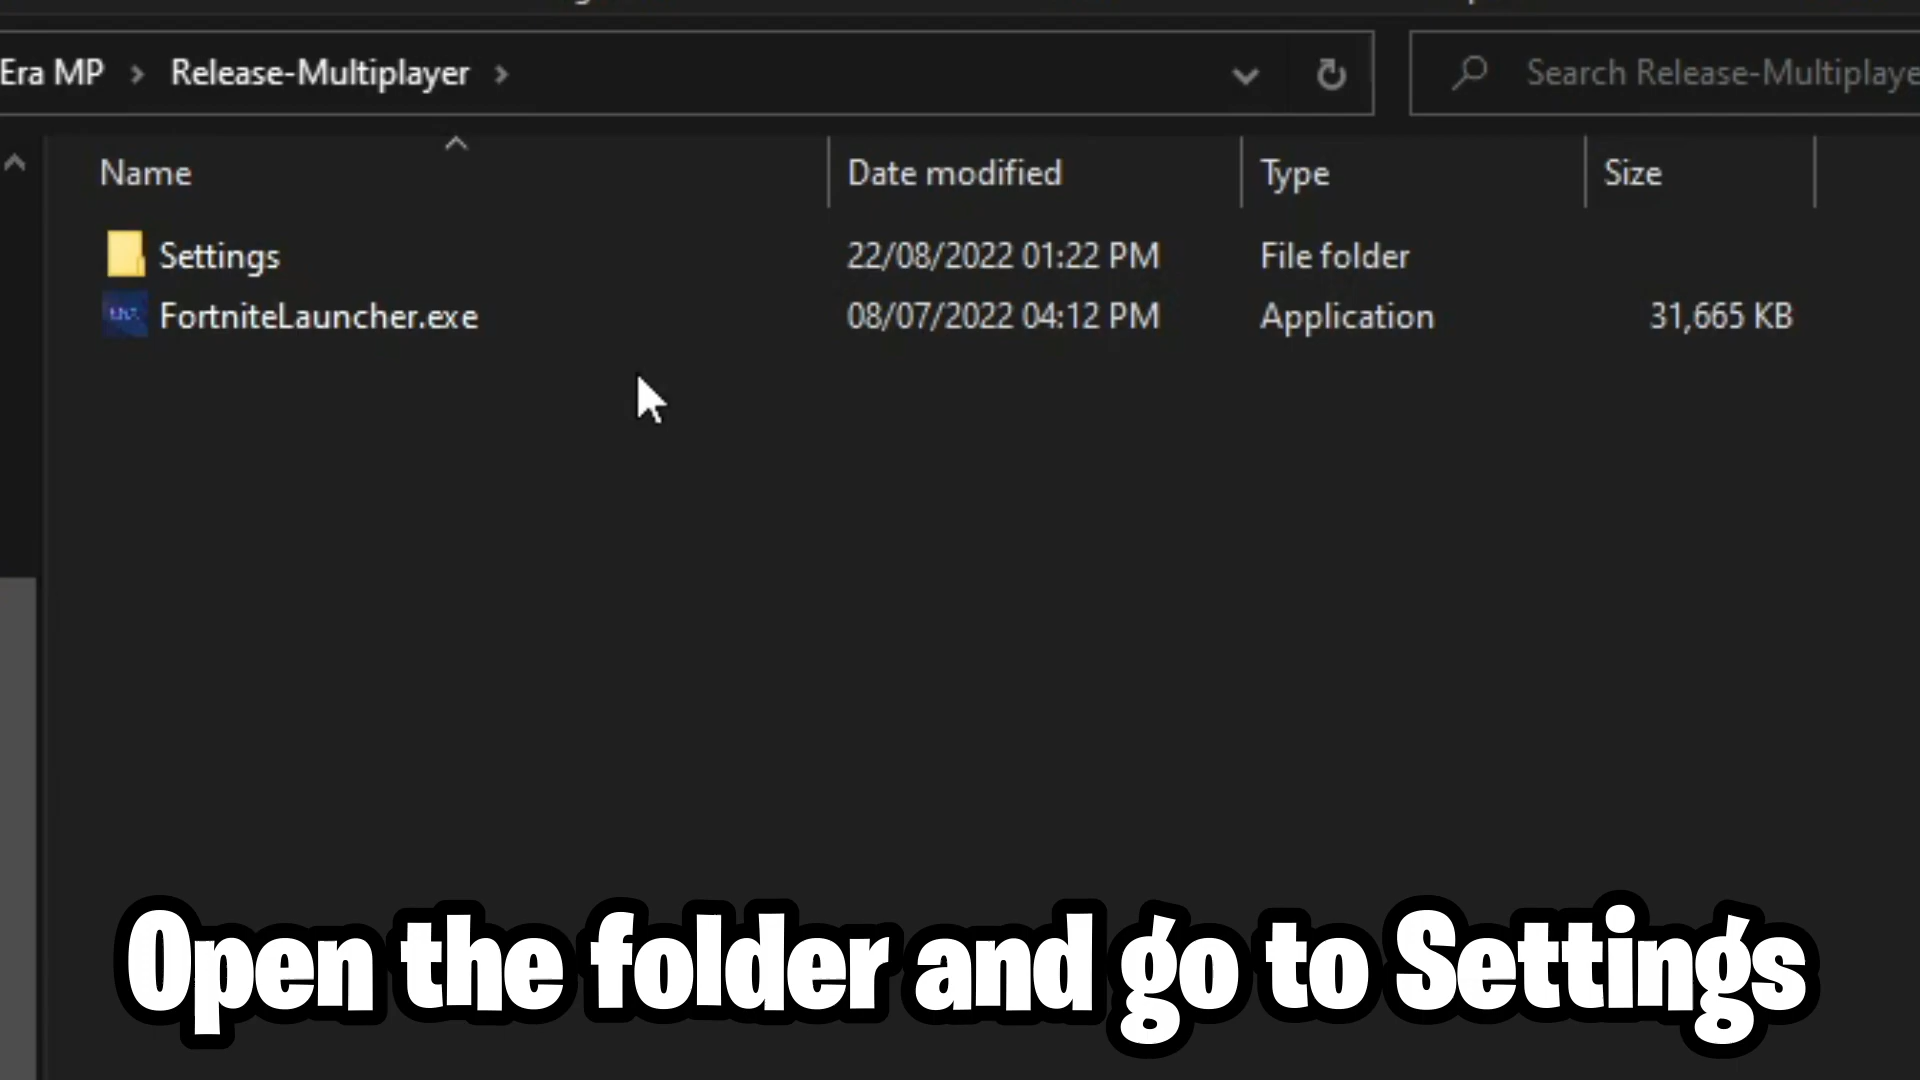 Era MP > Release-Multiplayer >
Search Release-Multiplaye
Name
Date modified
Type
Size
Settings
22/08/2022 01:22 PM
File folder
FortniteLauncher.exe
08/07/2022 04:12 PM
Application
31,665 KB
Open the folder and go to Settings